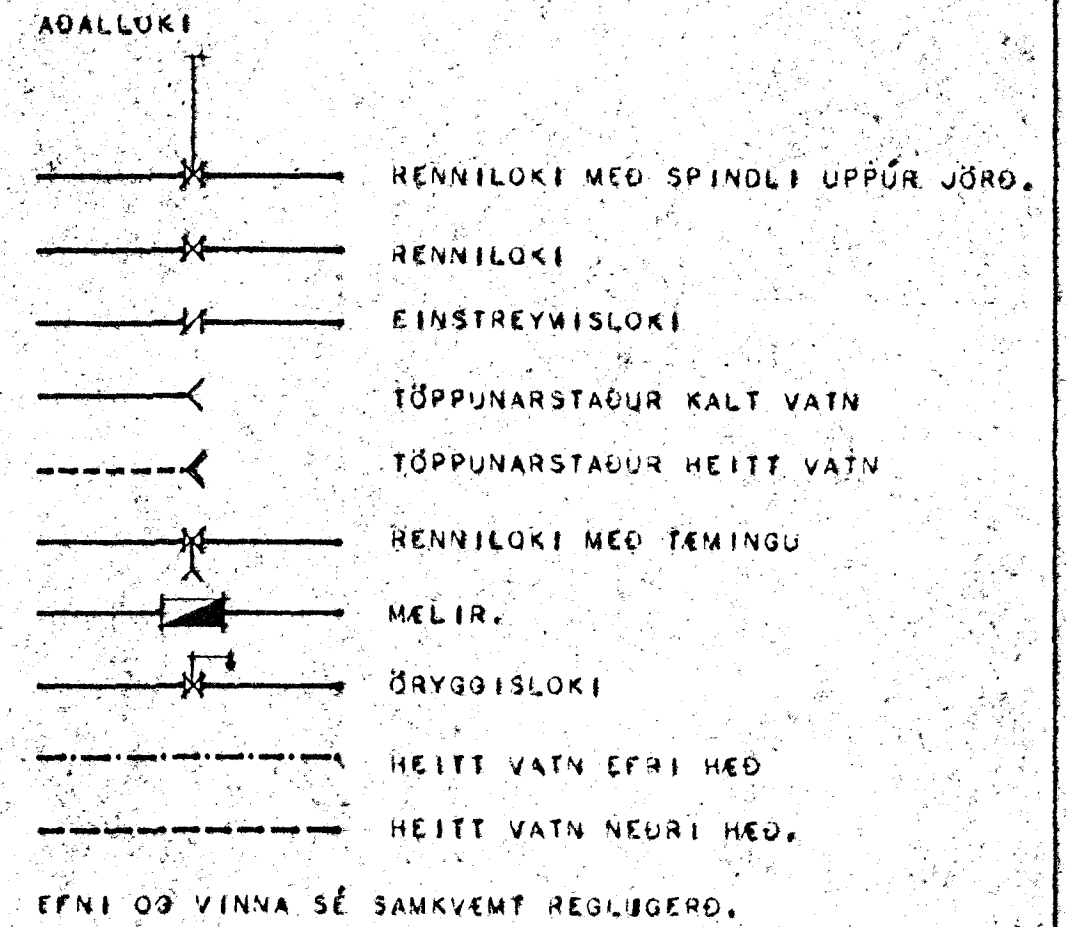 AÐALLOKI
RENNILOKI MEÐ SPINDLI UPPÚR JÖRÐ.
RENNILOKI
EINSTREYMISLOKI
TÖPPUNARSTAÐUR KALT VATN
TÖPPUNARSTAÐUR HEITT VATN
RENNILOKI MEÐ TÆMINGU
MÆLIR.
ÖRYGGISLOKI
HEITT VATN EFRI HÆÐ
HEITT VATN NEÐRI HÆÐ.
EFNI OG VINNA SÉ SAMKVÆMT REGLUGERÐ.